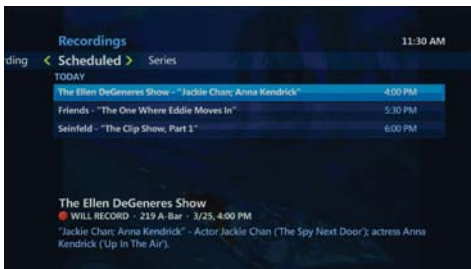 Recordings 11:30 AM
ding < Scheduled > Series
TODAY
The Ellen DeGeneres Show - "Jackie Chan; Anna Kendrick" 4:00 PM
Friends - "The One Where Eddie Moves In" 5:30 PM
Seinfeld - "The Clip Show, Part 1" 6:00 PM
The Ellen DeGeneres Show
WILL RECORD · 219 A-Bar · 3/25, 4:00 PM
"Jackie Chan; Anna Kendrick" - Actor Jackie Chan ('The Spy Next Door'); actress Anna
Kendrick ('Up In The Air').